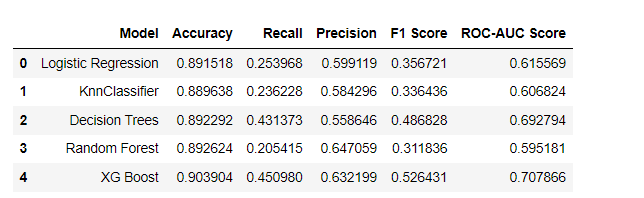 Model Accuracy Recall Precision F1 Score ROC-AUC Score
0 Logistic Regression 0.891518 0.253968 0.599119 0.356721 0.615569
1 KnnClassifier 0.889638 0.236228 0.584296 0.336436 0.606824
2 Decision Trees 0.892292 0.431373 0.558646 0.486828 0.692794
3 Random Forest 0.892624 0.205415 0.647059 0.311836 0.595181
4 XG Boost 0.903904 0.450980 0.632199 0.526431 0.707866